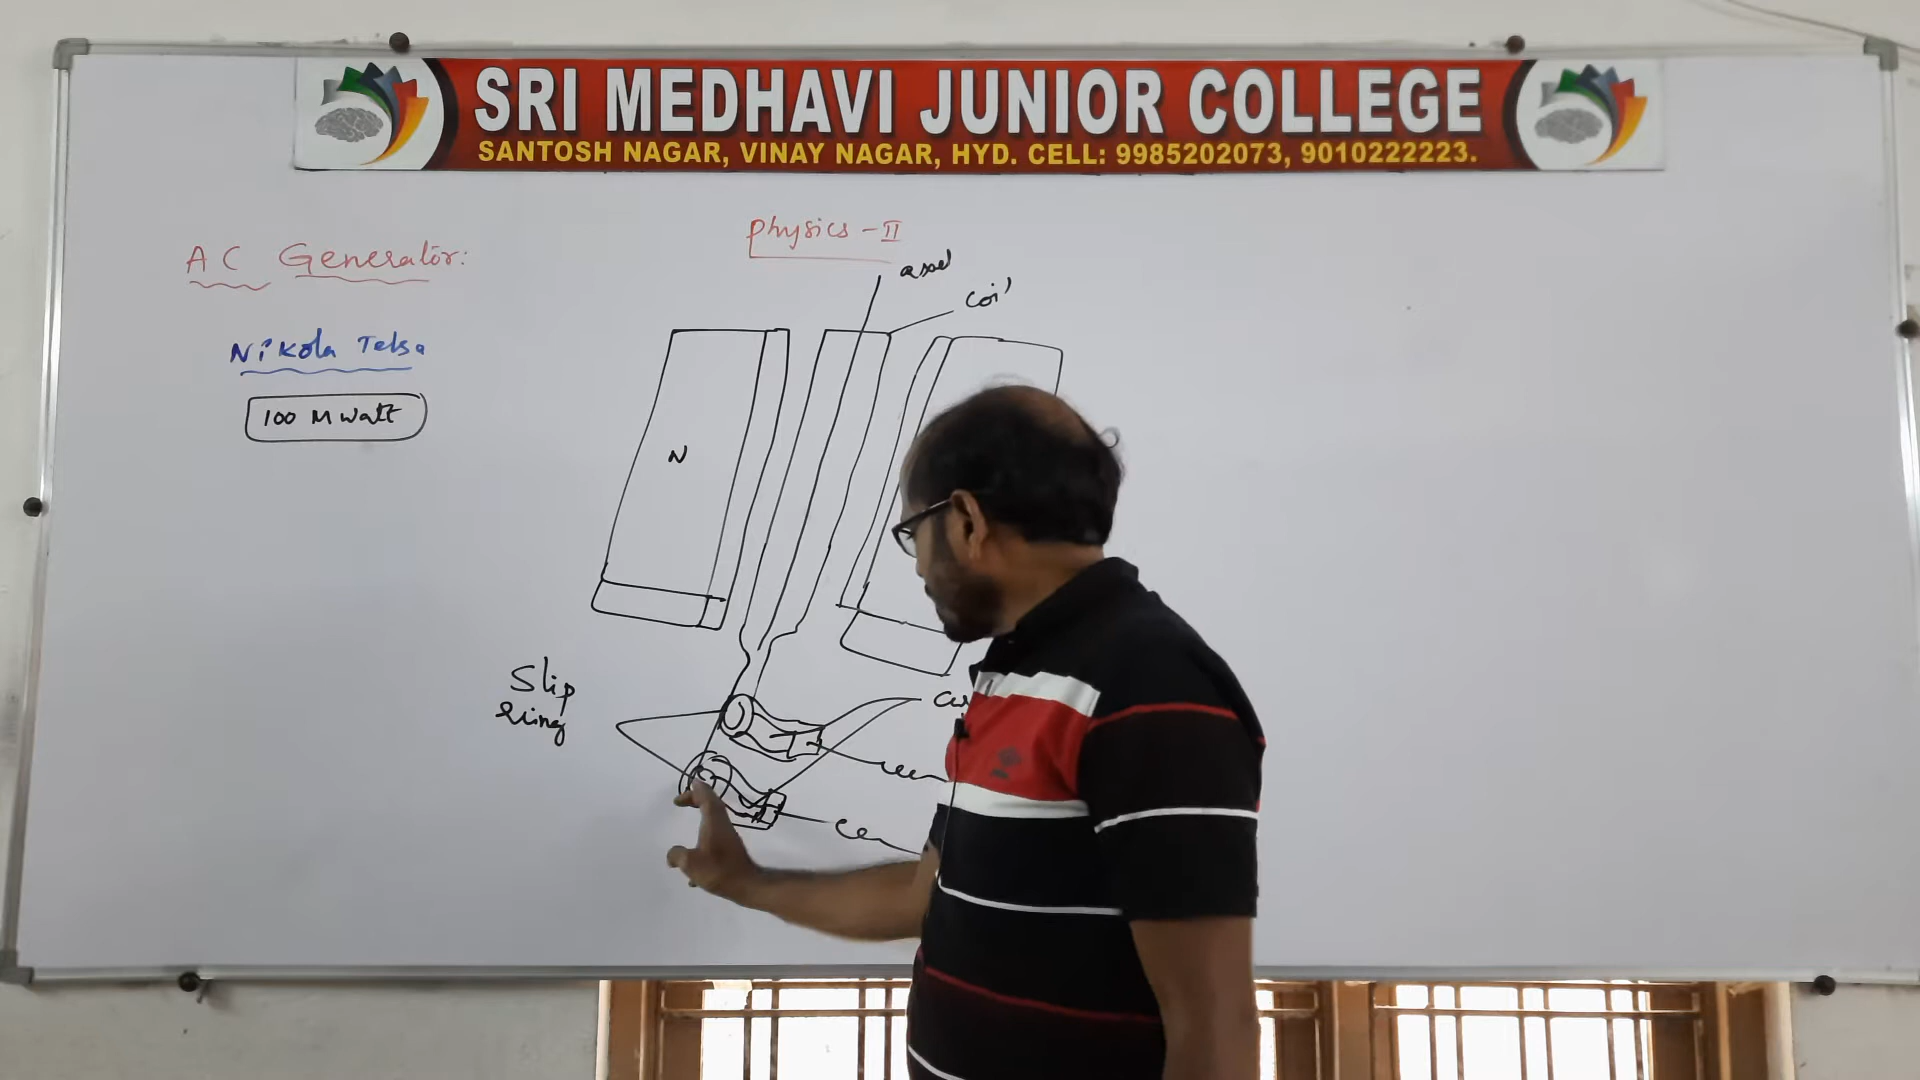 SRI MEDHAVI JUNIOR COLLEGE
SANTOSH NAGAR, VINAY NAGAR, HYD. CELL: 9985202073, 9010222223.
Physics - II
AC Generator:
axel
coil
Nikola Telsa
100 M watt
N
Slip
ring